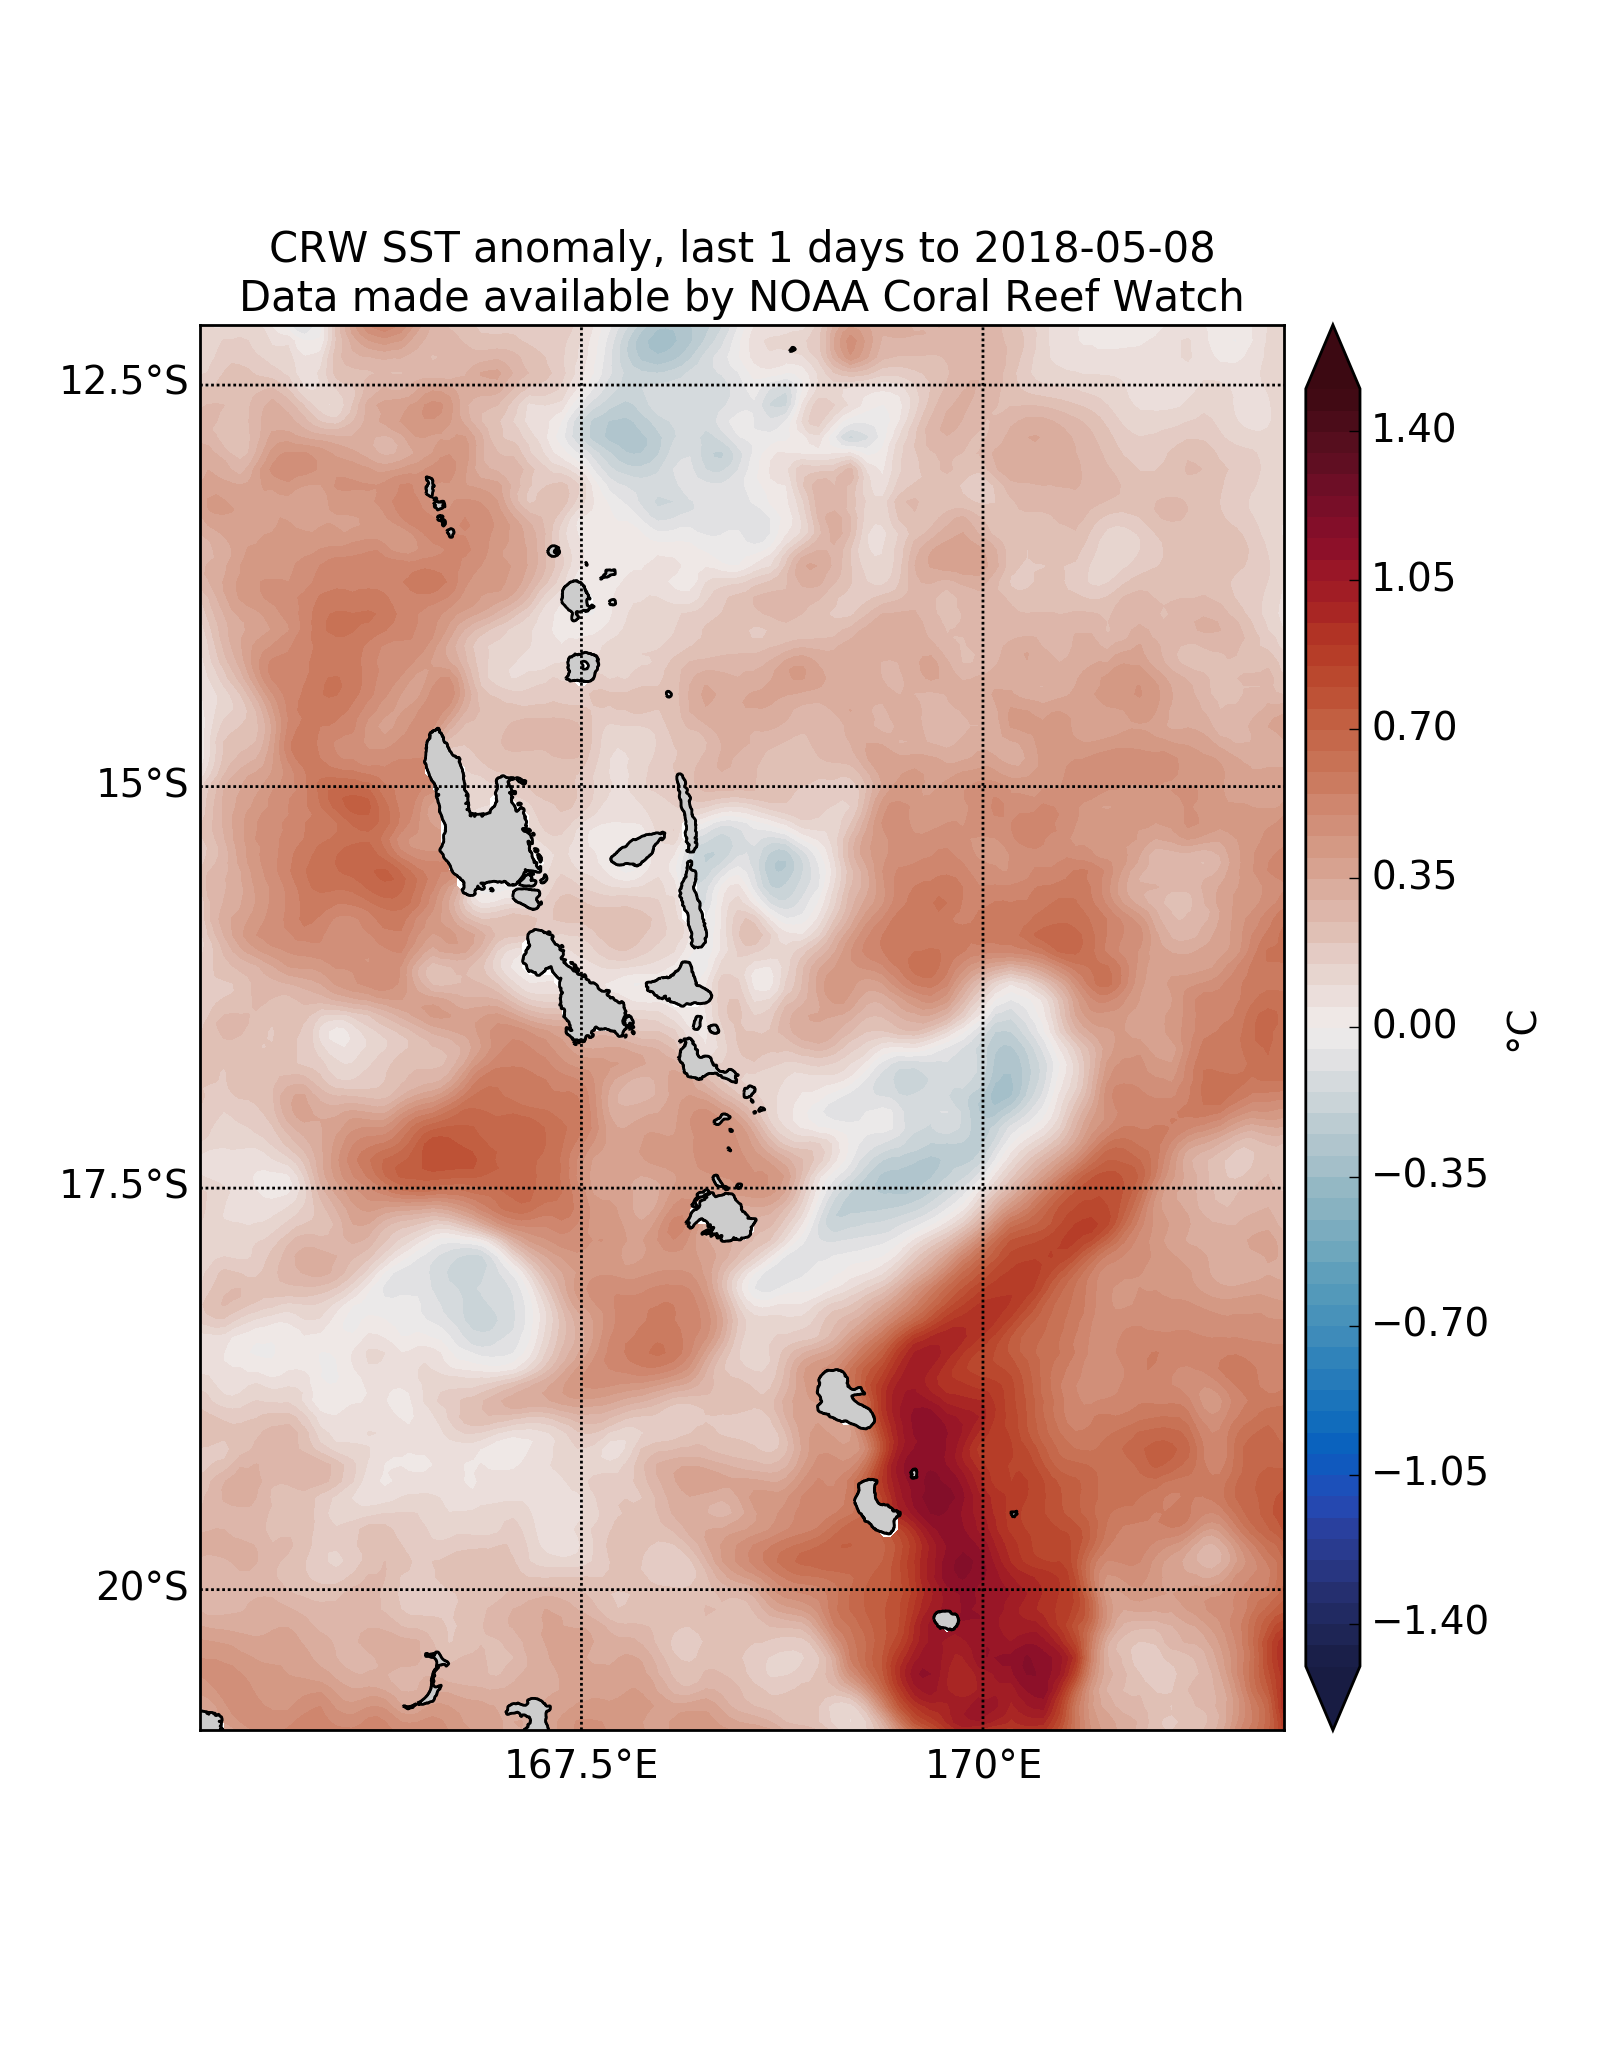 CRW SST anomaly, last 1 days to 2018-05-08
Data made available by NOAA Coral Reef Watch
12.5°S
15°S
17.5°S
20°S
167.5°E
170°E
1.40
1.05
0.70
0.35
0.00
−0.35
−0.70
−1.05
−1.40
°C